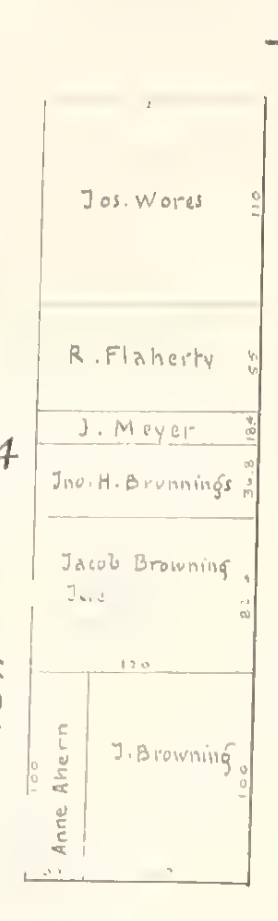 Jos. Wores
110
R. Flaherty
55
J. Meyer
18.4
4
Jno. H. Brunnings
36.8
Jacob Browning
120
Anne Ahern
J. Browning
100
100